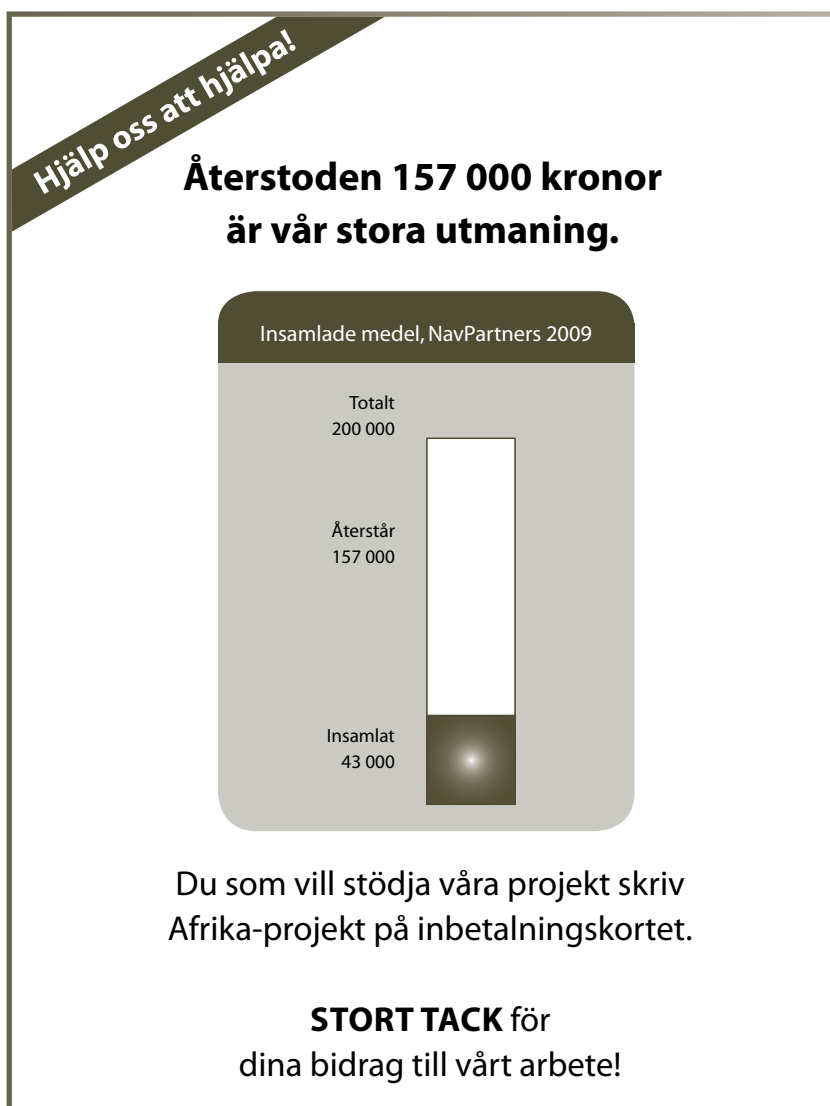 Hjälp oss att hjälpa!
Återstoden 157 000 kronor
är vår stora utmaning.
Insamlade medel, NavPartners 2009
Totalt
200 000
Återstår
157 000
Insamlat
43 000
Du som vill stödja våra projekt skriv
Afrika-projekt på inbetalningskortet.
STORT TACK för
dina bidrag till vårt arbete!